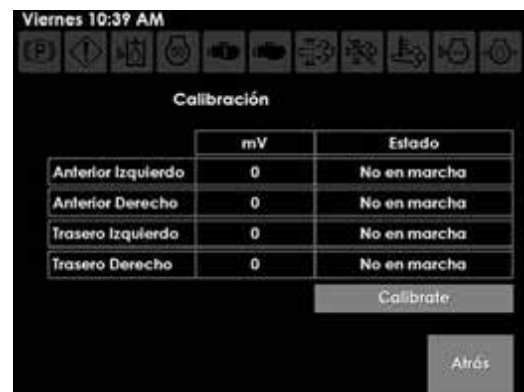 Viernes 10:39 AM
Calibración
mV Estado
Anterior Izquierdo 0 No en marcha
Anterior Derecho 0 No en marcha
Trasero Izquierdo 0 No en marcha
Trasero Derecho 0 No en marcha
Calibrate
Atrás